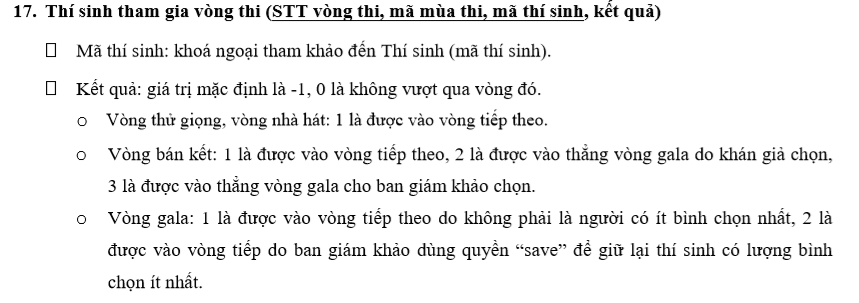 17. Thí sinh tham gia vòng thi (STT vòng thi, mã mùa thi, mã thí sinh, kết quả)
Mã thí sinh: khoá ngoại tham khảo đến Thí sinh (mã thí sinh).
Kết quả: giá trị mặc định là -1, 0 là không vượt qua vòng đó.
o Vòng thử giọng, vòng nhà hát: 1 là được vào vòng tiếp theo.
o Vòng bán kết: 1 là được vào vòng tiếp theo, 2 là được vào thẳng vòng gala do khán giả chọn,
3 là được vào thẳng vòng gala cho ban giám khảo chọn.
o Vòng gala: 1 là được vào vòng tiếp theo do không phải là người có ít bình chọn nhất, 2 là
được vào vòng tiếp do ban giám khảo dùng quyền “save” để giữ lại thí sinh có lượng bình
chọn ít nhất.